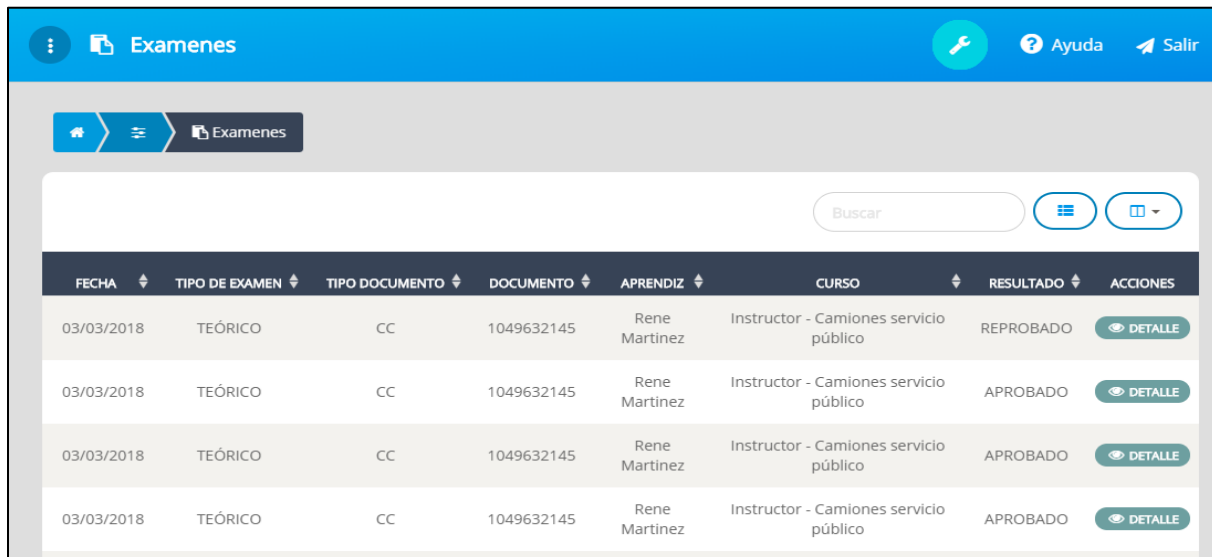 Examenes
Ayuda
Salir
Examenes
Buscar
FECHA TIPO DE EXAMEN TIPO DOCUMENTO DOCUMENTO APRENDIZ CURSO RESULTADO ACCIONES
03/03/2018 TEÓRICO CC 1049632145 Rene Martinez Instructor - Camiones servicio público REPROBADO DETALLE
03/03/2018 TEÓRICO CC 1049632145 Rene Martinez Instructor - Camiones servicio público APROBADO DETALLE
03/03/2018 TEÓRICO CC 1049632145 Rene Martinez Instructor - Camiones servicio público APROBADO DETALLE
03/03/2018 TEÓRICO CC 1049632145 Rene Martinez Instructor - Camiones servicio público APROBADO DETALLE